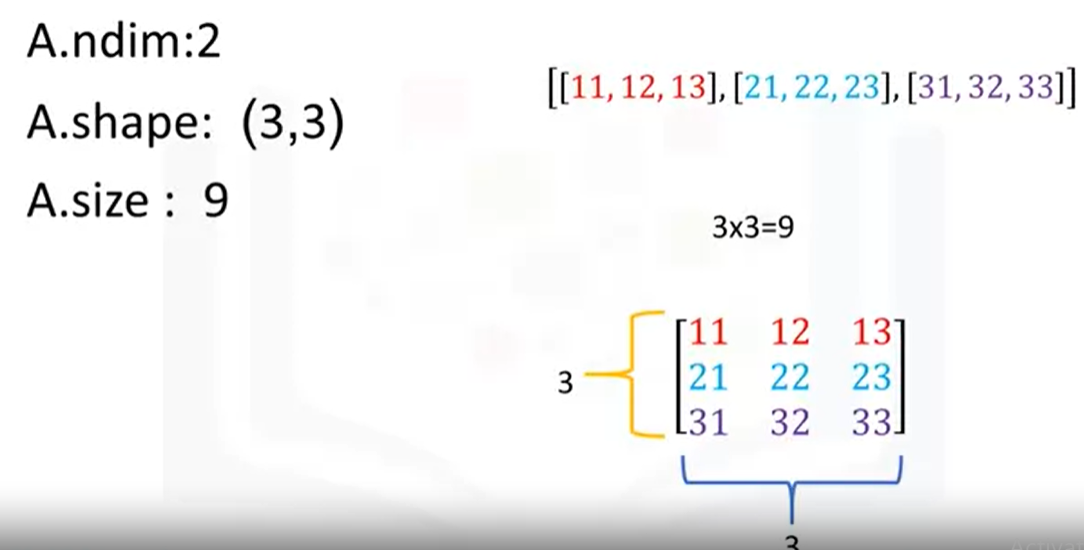 A.ndim:2
A.shape: (3,3)
A.size : 9
[[11, 12, 13], [21, 22, 23], [31, 32, 33]]
3x3=9
11 12 13
21 22 23
31 32 33
3
3